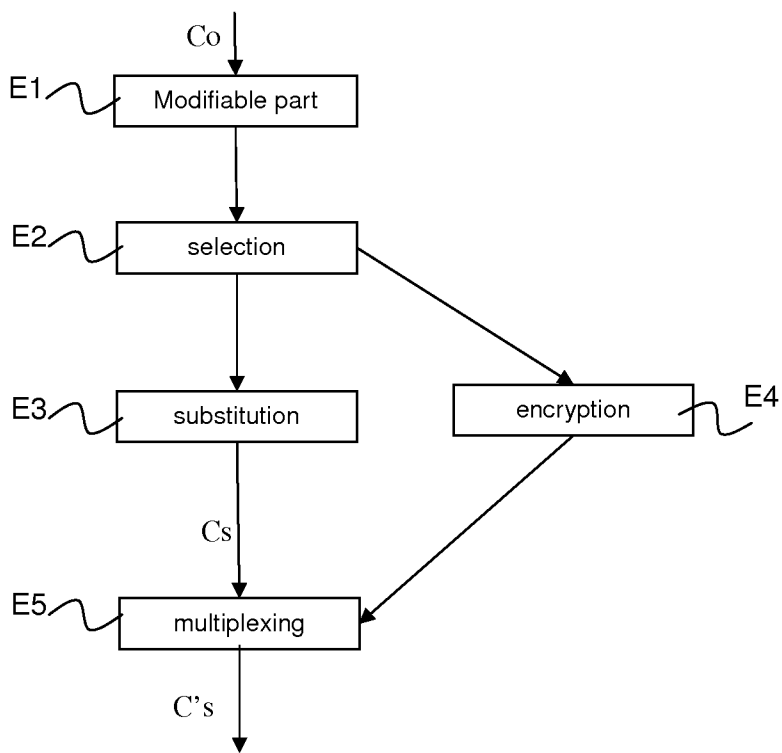 Co
E1
Modifiable part
E2
selection
E3
substitution
encryption
E4
Cs
E5
multiplexing
C's